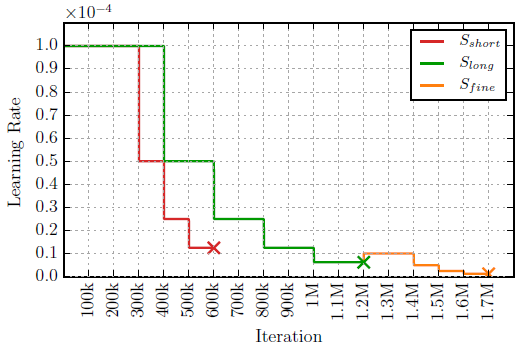 ×10⁻⁴
Learning Rate
1.0
0.9
0.8
0.7
0.6
0.5
0.4
0.3
0.2
0.1
0.0
S_short
S_long
S_fine
100k
200k
300k
400k
500k
600k
700k
800k
900k
1M
1.1M
1.2M
1.3M
1.4M
1.5M
1.6M
1.7M
Iteration